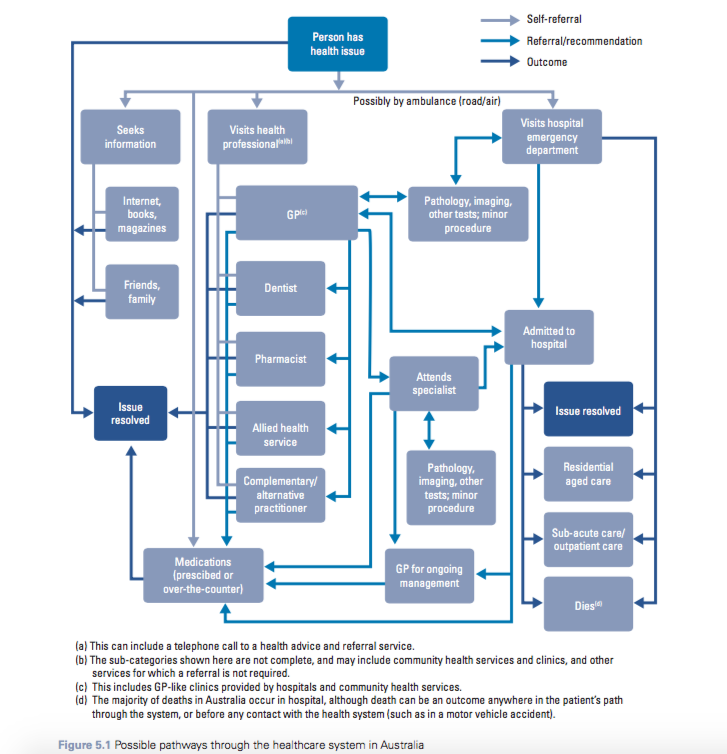 Person has
health issue
Self-referral
Referral/recommendation
Outcome
Possibly by ambulance (road/air)
Seeks
information
Visits health
professional(a)(b)
Visits hospital
emergency
department
Internet,
books,
magazines
GP(c)
Pathology, imaging,
other tests; minor
procedure
Friends,
family
Dentist
Pharmacist
Admitted to
hospital
Attends
specialist
Issue
resolved
Issue resolved
Allied health
service
Complementary/
alternative
practitioner
Pathology,
imaging, other
tests; minor
procedure
Residential
aged care
Sub-acute care/
outpatient care
Medications
(prescibed or
over-the-counter)
GP for ongoing
management
Dies(d)
(a) This can include a telephone call to a health advice and referral service.
(b) The sub-categories shown here are not complete, and may include community health services and clinics, and other
services for which a referral is not required.
(c) This includes GP-like clinics provided by hospitals and community health services.
(d) The majority of deaths in Australia occur in hospital, although death can be an outcome anywhere in the patient's path
through the system, or before any contact with the health system (such as in a motor vehicle accident).
Figure 5.1 Possible pathways through the healthcare system in Australia